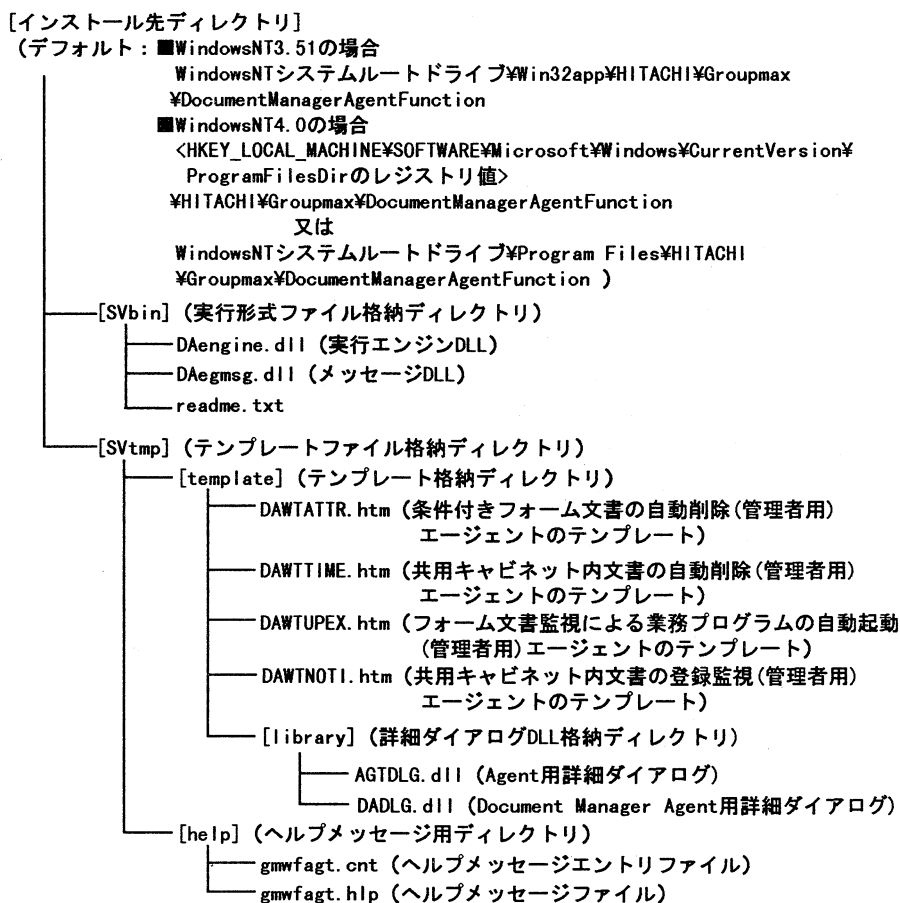 [インストール先ディレクトリ]
(デフォルト：■WindowsNT3.51の場合
WindowsNTシステムルートドライブ¥Win32app¥HITACHI¥Groupmax
¥DocumentManagerAgentFunction
■WindowsNT4.0の場合
<HKEY_LOCAL_MACHINE¥SOFTWARE¥Microsoft¥Windows¥CurrentVersion¥
ProgramFilesDirのレジストリ値>
¥HITACHI¥Groupmax¥DocumentManagerAgentFunction
又は
WindowsNTシステムルートドライブ¥Program Files¥HITACHI
¥Groupmax¥DocumentManagerAgentFunction )
[SVbin] (実行形式ファイル格納ディレクトリ)
DAengine.dll (実行エンジンDLL)
DAegmsg.dll (メッセージDLL)
readme.txt
[SVtmp] (テンプレートファイル格納ディレクトリ)
[template] (テンプレート格納ディレクトリ)
DAWTATTR.htm (条件付きフォーム文書の自動削除(管理者用)
エージェントのテンプレート)
DAWTTIME.htm (共用キャビネット内文書の自動削除(管理者用)
エージェントのテンプレート)
DAWTUPEX.htm (フォーム文書監視による業務プログラムの自動起動
(管理者用)エージェントのテンプレート)
DAWTNOTI.htm (共用キャビネット内文書の登録監視(管理者用)
エージェントのテンプレート)
[library] (詳細ダイアログDLL格納ディレクトリ)
AGTDLG.dll (Agent用詳細ダイアログ)
DADLG.dll (Document Manager Agent用詳細ダイアログ)
[help] (ヘルプメッセージ用ディレクトリ)
gmwfagt.cnt (ヘルプメッセージエントリファイル)
gmwfagt.hlp (ヘルプメッセージファイル)